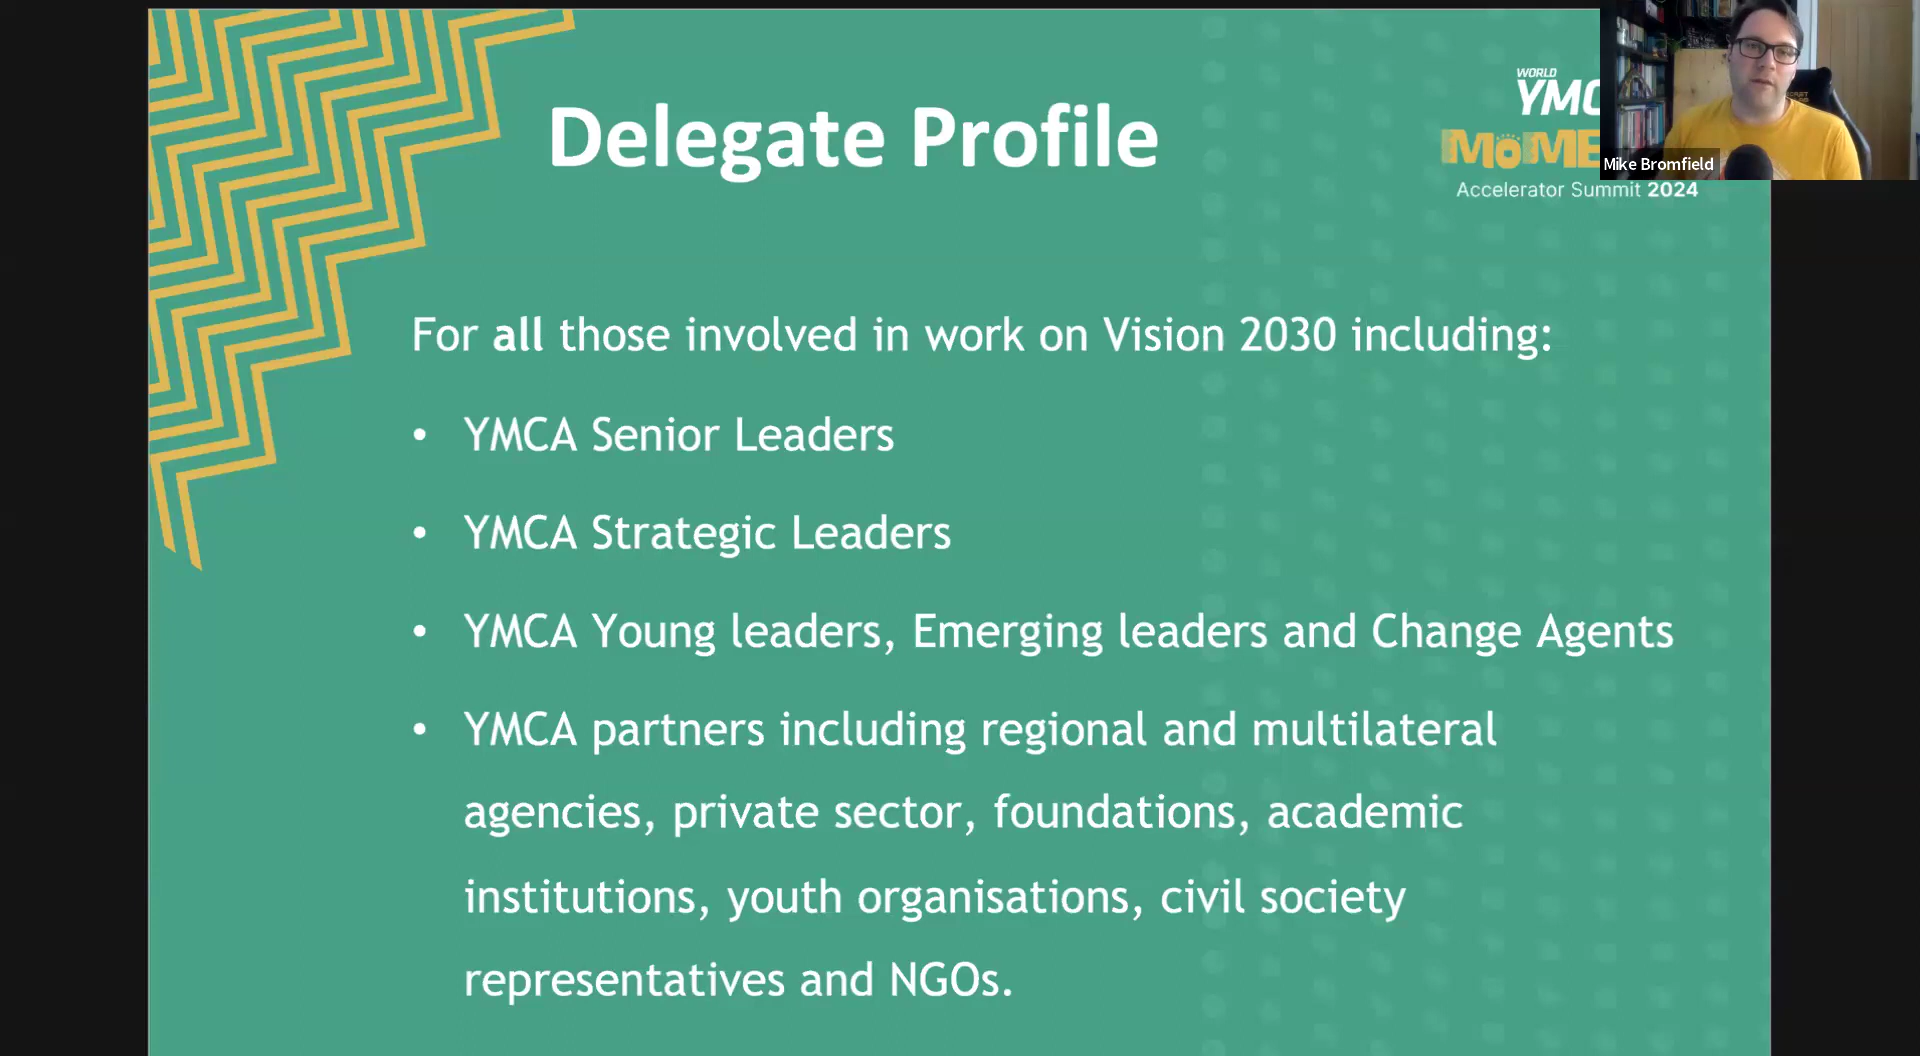 Delegate Profile
WORLD
YMC
MOME
Accelerator Summit 2024
Mike Bromfield
For all those involved in work on Vision 2030 including:
• YMCA Senior Leaders
• YMCA Strategic Leaders
• YMCA Young leaders, Emerging leaders and Change Agents
• YMCA partners including regional and multilateral
agencies, private sector, foundations, academic
institutions, youth organisations, civil society
representatives and NGOs.